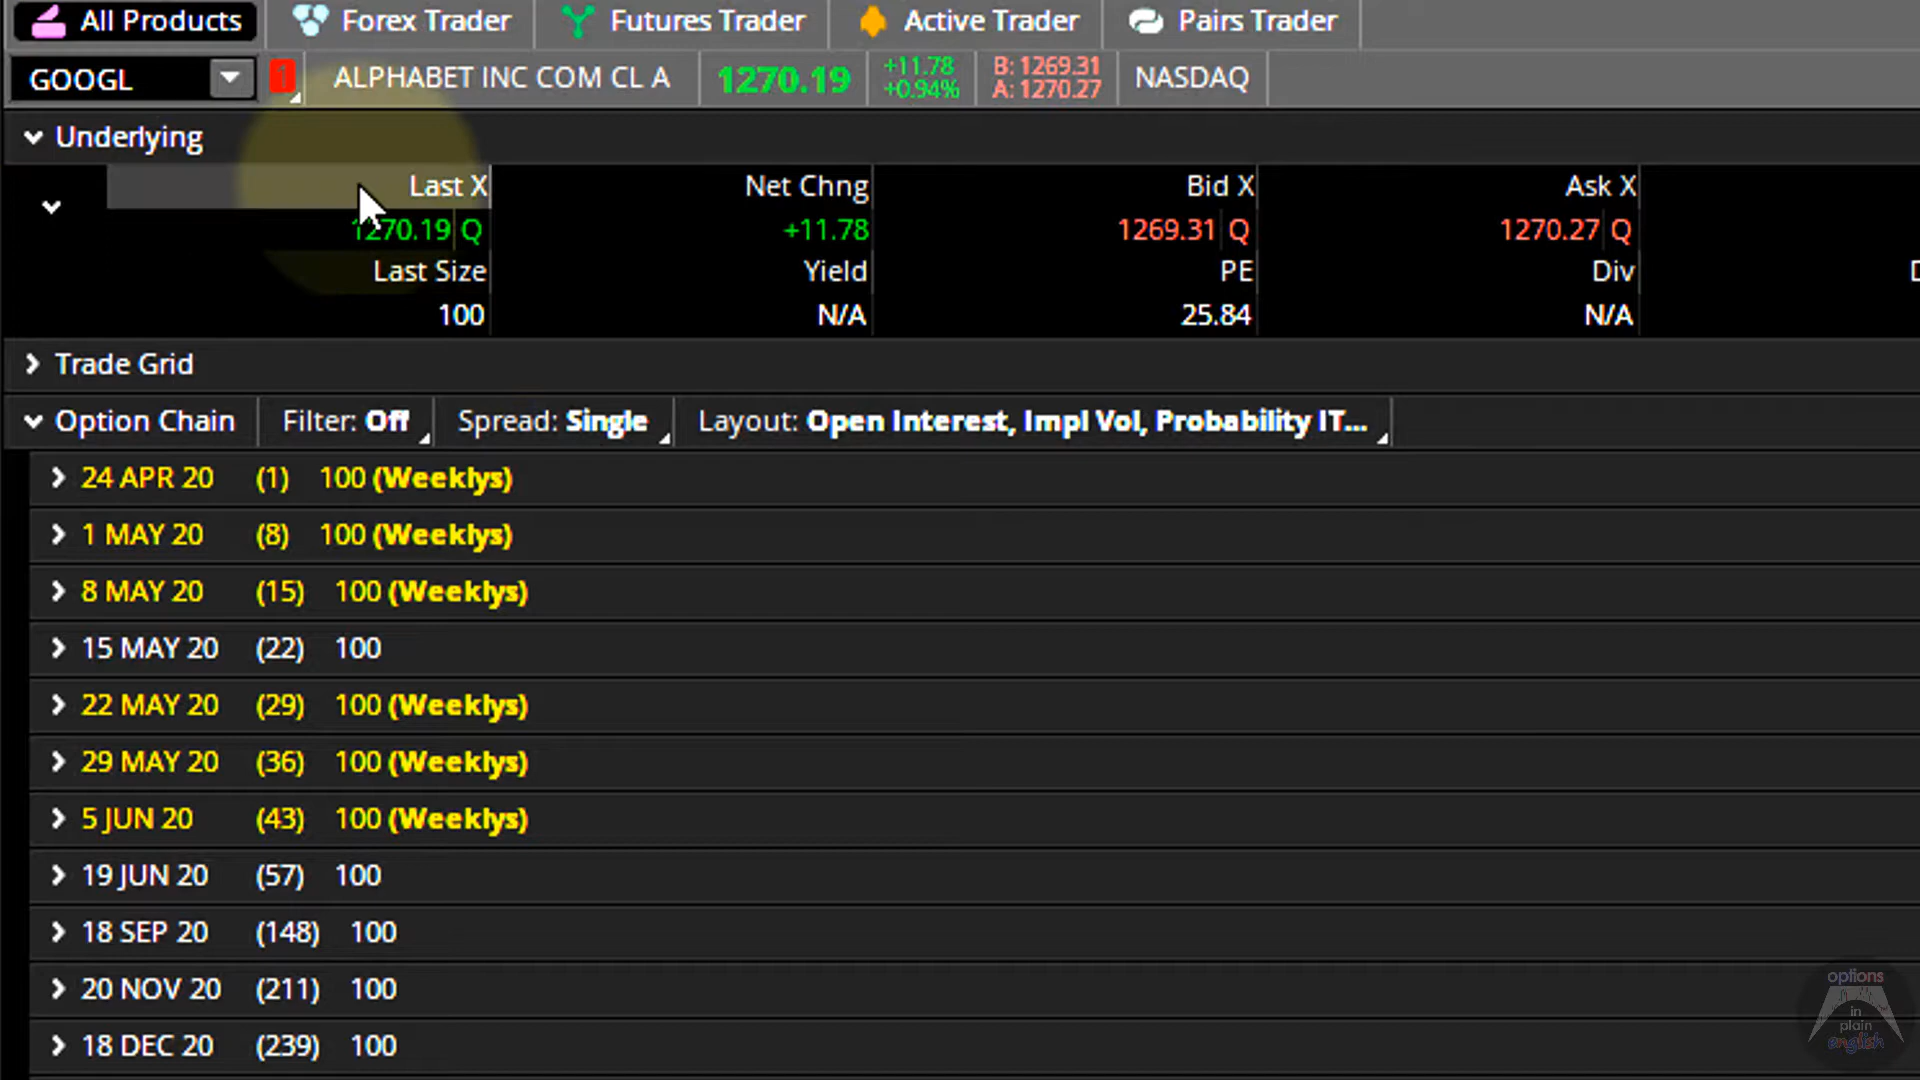 All Products Forex Trader Futures Trader Active Trader Pairs Trader
GOOGL 1 ALPHABET INC COM CL A 1270.19 +11.78 +0.94% B: 1269.31 A: 1270.27 NASDAQ
Underlying
Last X Net Chng Bid X Ask X
1270.19 Q +11.78 1269.31 Q 1270.27 Q
Last Size Yield PE Div
100 N/A 25.84 N/A
Trade Grid
Option Chain Filter: Off Spread: Single Layout: Open Interest, Impl Vol, Probability IT...
24 APR 20 (1) 100 (Weeklys)
1 MAY 20 (8) 100 (Weeklys)
8 MAY 20 (15) 100 (Weeklys)
15 MAY 20 (22) 100
22 MAY 20 (29) 100 (Weeklys)
29 MAY 20 (36) 100 (Weeklys)
5 JUN 20 (43) 100 (Weeklys)
19 JUN 20 (57) 100
18 SEP 20 (148) 100
20 NOV 20 (211) 100
18 DEC 20 (239) 100
options
in
plain
english